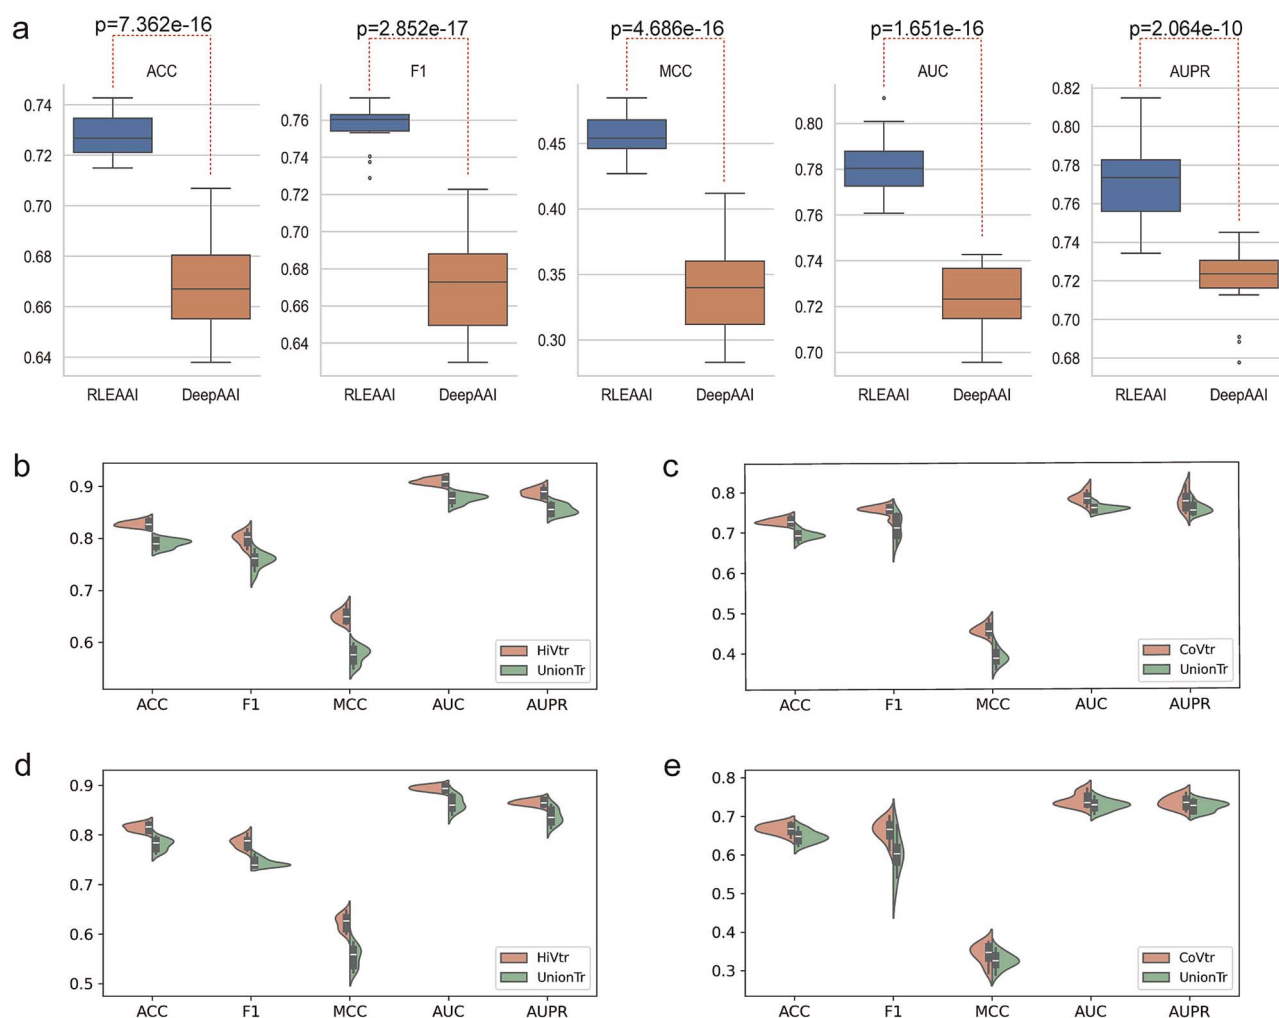 a
p=7.362e-16
p=2.852e-17
p=4.686e-16
p=1.651e-16
p=2.064e-10
ACC
F1
MCC
AUC
AUPR
0.74
0.72
0.70
0.68
0.66
0.64
RLEAAI DeepAAI
0.76
0.74
0.72
0.70
0.68
0.66
0.64
RLEAAI DeepAAI
0.45
0.40
0.35
0.30
RLEAAI DeepAAI
0.80
0.78
0.76
0.74
0.72
0.70
RLEAAI DeepAAI
0.82
0.80
0.78
0.76
0.74
0.72
0.70
0.68
RLEAAI DeepAAI
b
0.9
0.8
0.7
0.6
HiVtr
UnionTr
ACC F1 MCC AUC AUPR
c
0.8
0.7
0.6
0.5
0.4
CoVtr
UnionTr
ACC F1 MCC AUC AUPR
d
0.9
0.8
0.7
0.6
0.5
HiVtr
UnionTr
ACC F1 MCC AUC AUPR
e
0.8
0.7
0.6
0.5
0.4
0.3
CoVtr
UnionTr
ACC F1 MCC AUC AUPR